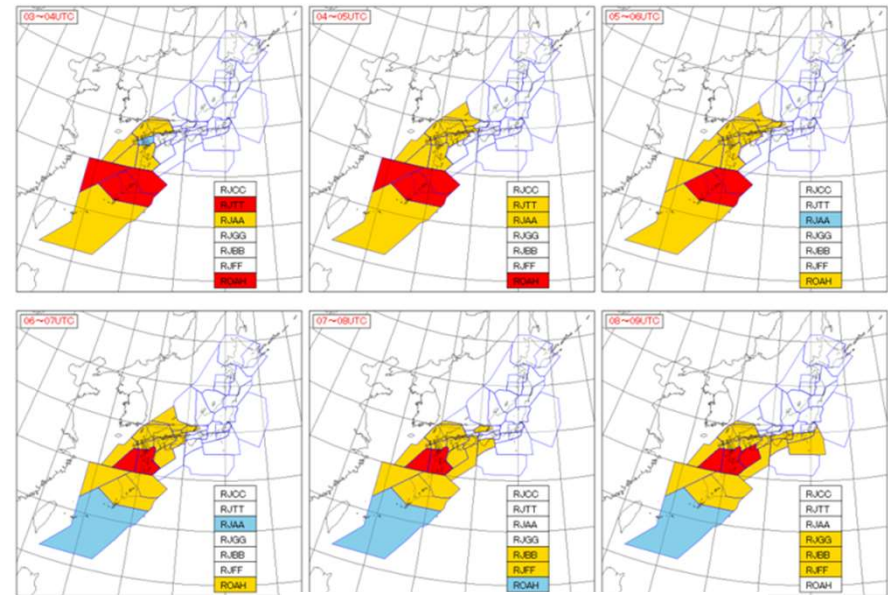 03～04UTC
RJCC
RJTT
RJAA
RJGG
RJBB
RJFF
ROAH
04～05UTC
RJCC
RJTT
RJAA
RJGG
RJBB
RJFF
ROAH
05～06UTC
RJCC
RJTT
RJAA
RJGG
RJBB
RJFF
ROAH
06～07UTC
RJCC
RJTT
RJAA
RJGG
RJBB
RJFF
ROAH
07～08UTC
RJCC
RJTT
RJAA
RJGG
RJBB
RJFF
ROAH
08～09UTC
RJCC
RJTT
RJAA
RJGG
RJBB
RJFF
ROAH